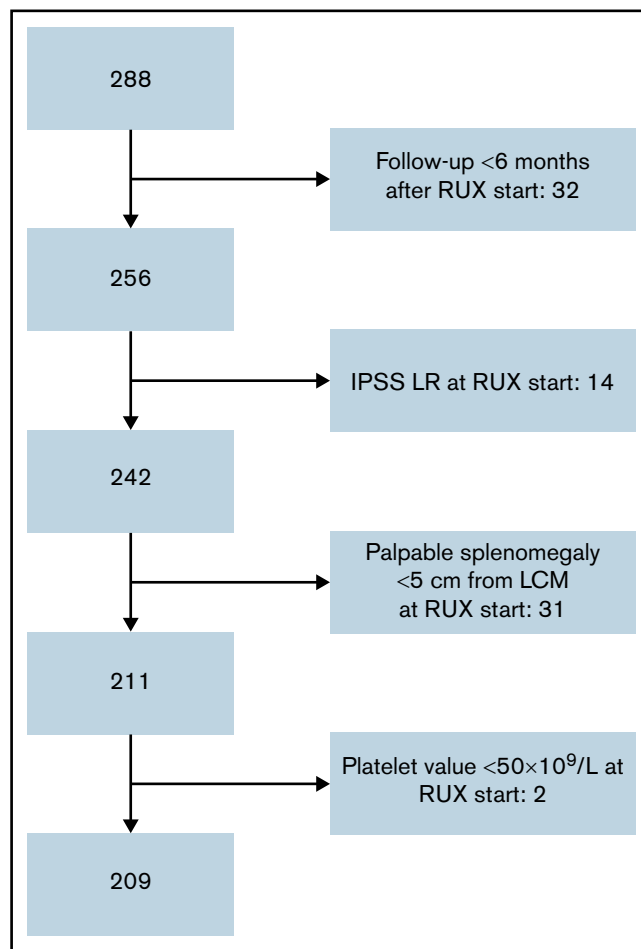 288
Follow-up <6 months
after RUX start: 32
256
IPSS LR at RUX start: 14
242
Palpable splenomegaly
<5 cm from LCM
at RUX start: 31
211
Platelet value <50×10⁹/L at
RUX start: 2
209